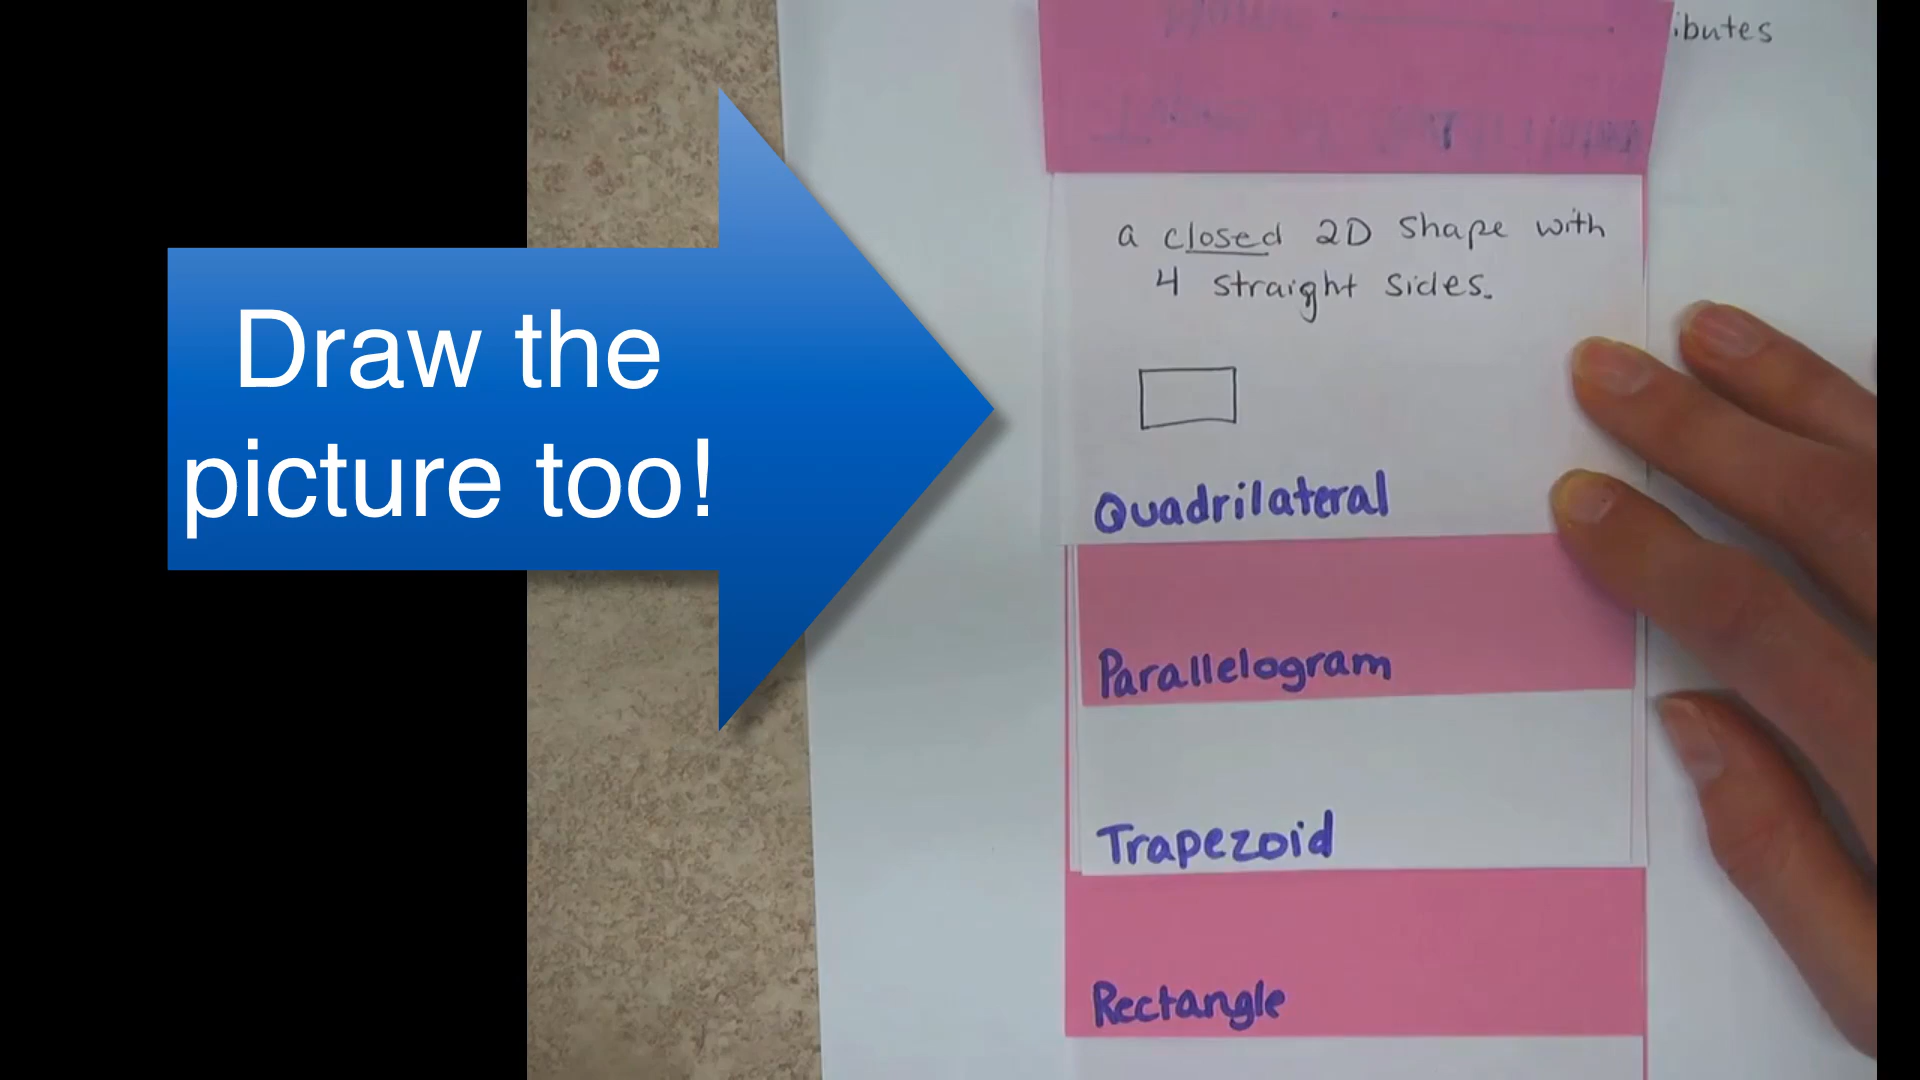 ibutes
a closed 2D shape with
4 straight sides.
Draw the
picture too!
Quadrilateral
Parallelogram
Trapezoid
Rectangle